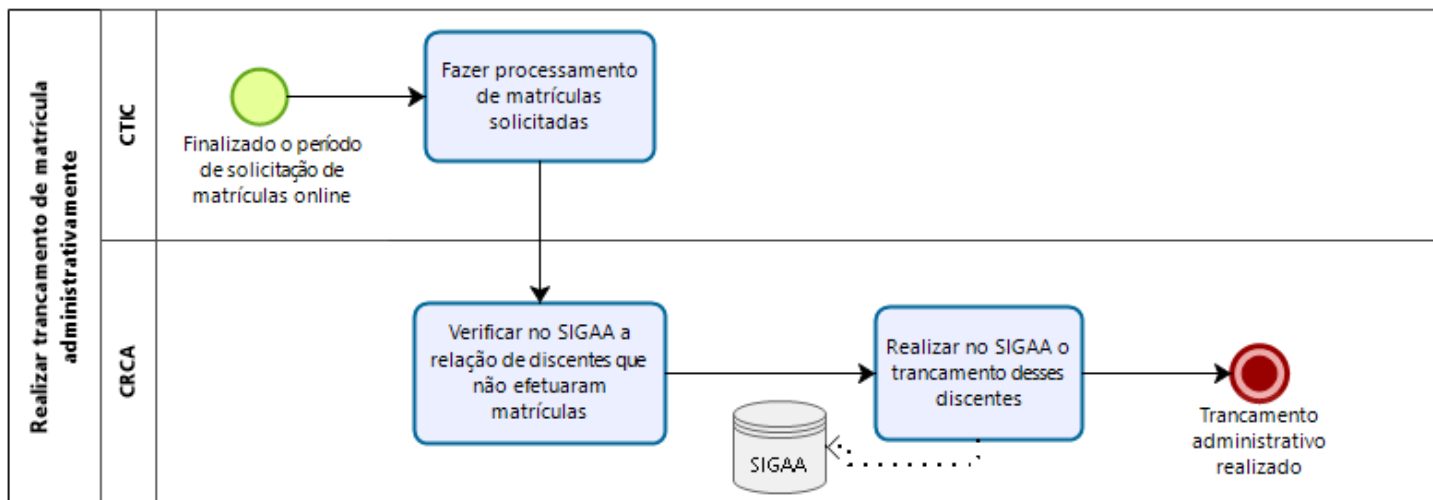 Realizar trancamento de matrícula
administrativamente
CTIC
Finalizado o período
de solicitação de
matrículas online
Fazer processamento
de matrículas
solicitadas
CRCA
Verificar no SIGAA a
relação de discentes que
não efetuaram
matrículas
SIGAA
Realizar no SIGAA o
trancamento desses
discentes
Trancamento
administrativo
realizado